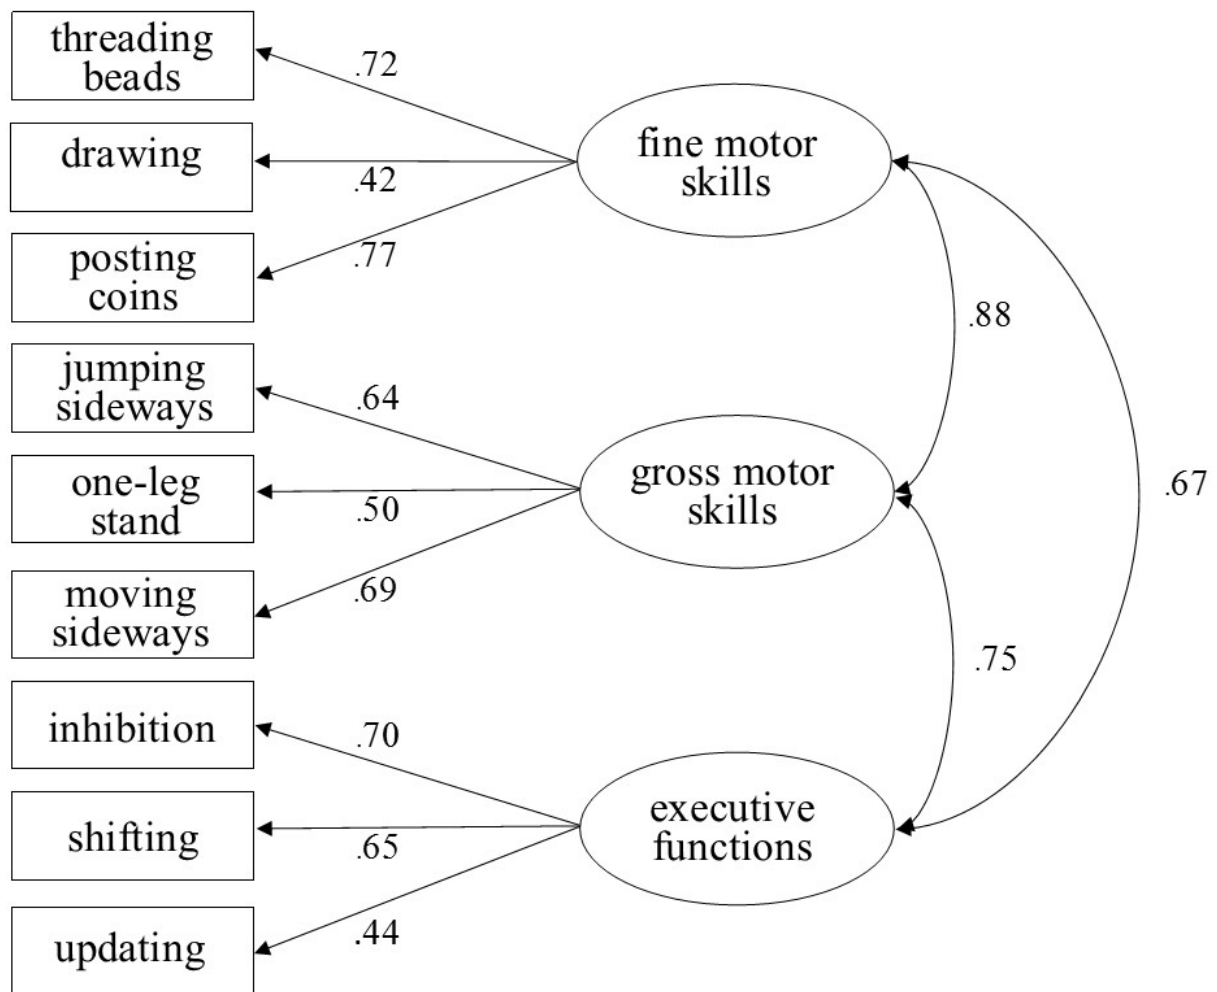 threading
beads
.72
drawing
.42
posting
coins
.77
fine motor
skills
.88
jumping
sideways
.64
one-leg
stand
.50
moving
sideways
.69
gross motor
skills
.67
.75
inhibition
.70
shifting
.65
updating
.44
executive
functions